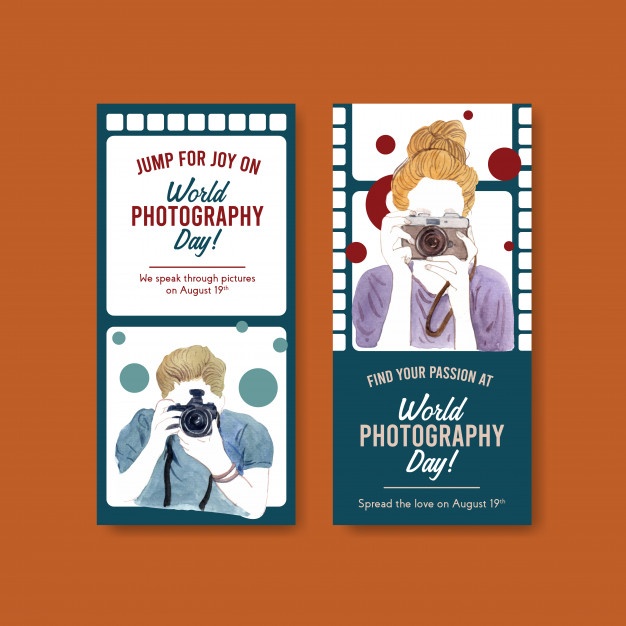 JUMP FOR JOY ON
World
PHOTOGRAPHY
Day!
We speak through pictures
on August 19th
FIND YOUR PASSION AT
World
PHOTOGRAPHY
Day!
Spread the love on August 19th